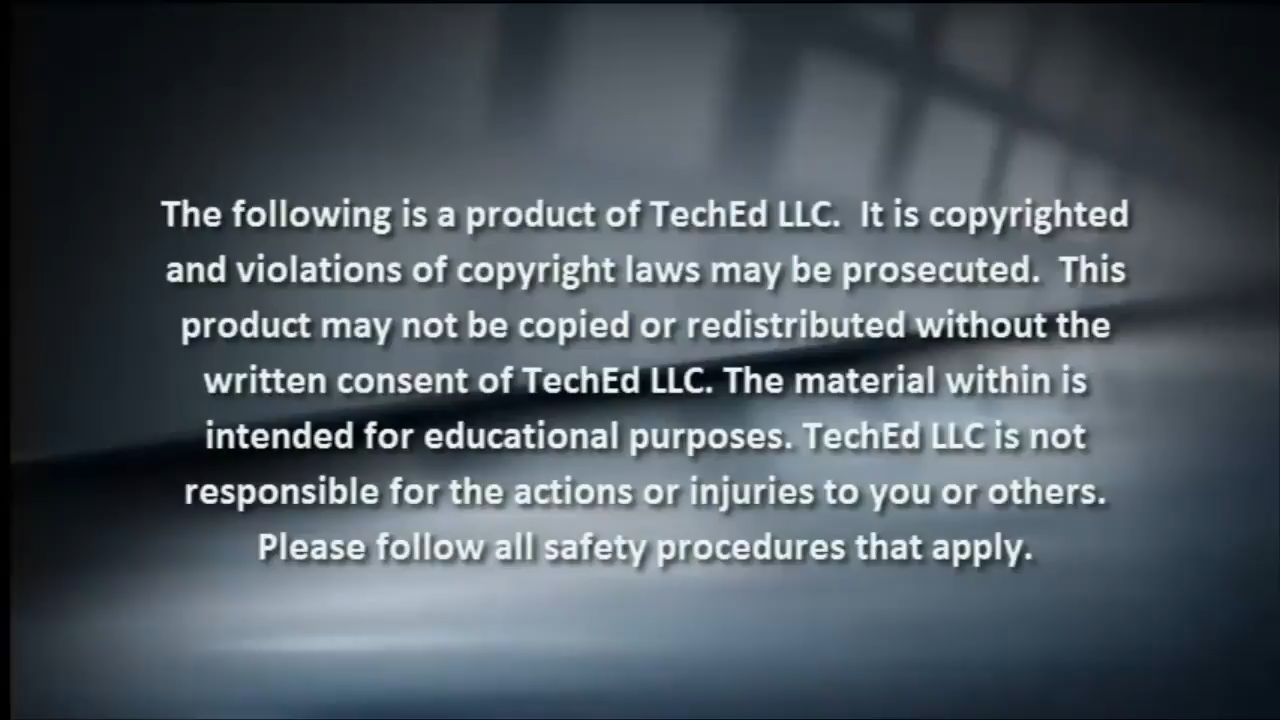 The following is a product of TechEd LLC.  It is copyrighted
and violations of copyright laws may be prosecuted.  This
product may not be copied or redistributed without the
written consent of TechEd LLC. The material within is
intended for educational purposes. TechEd LLC is not
responsible for the actions or injuries to you or others.
Please follow all safety procedures that apply.